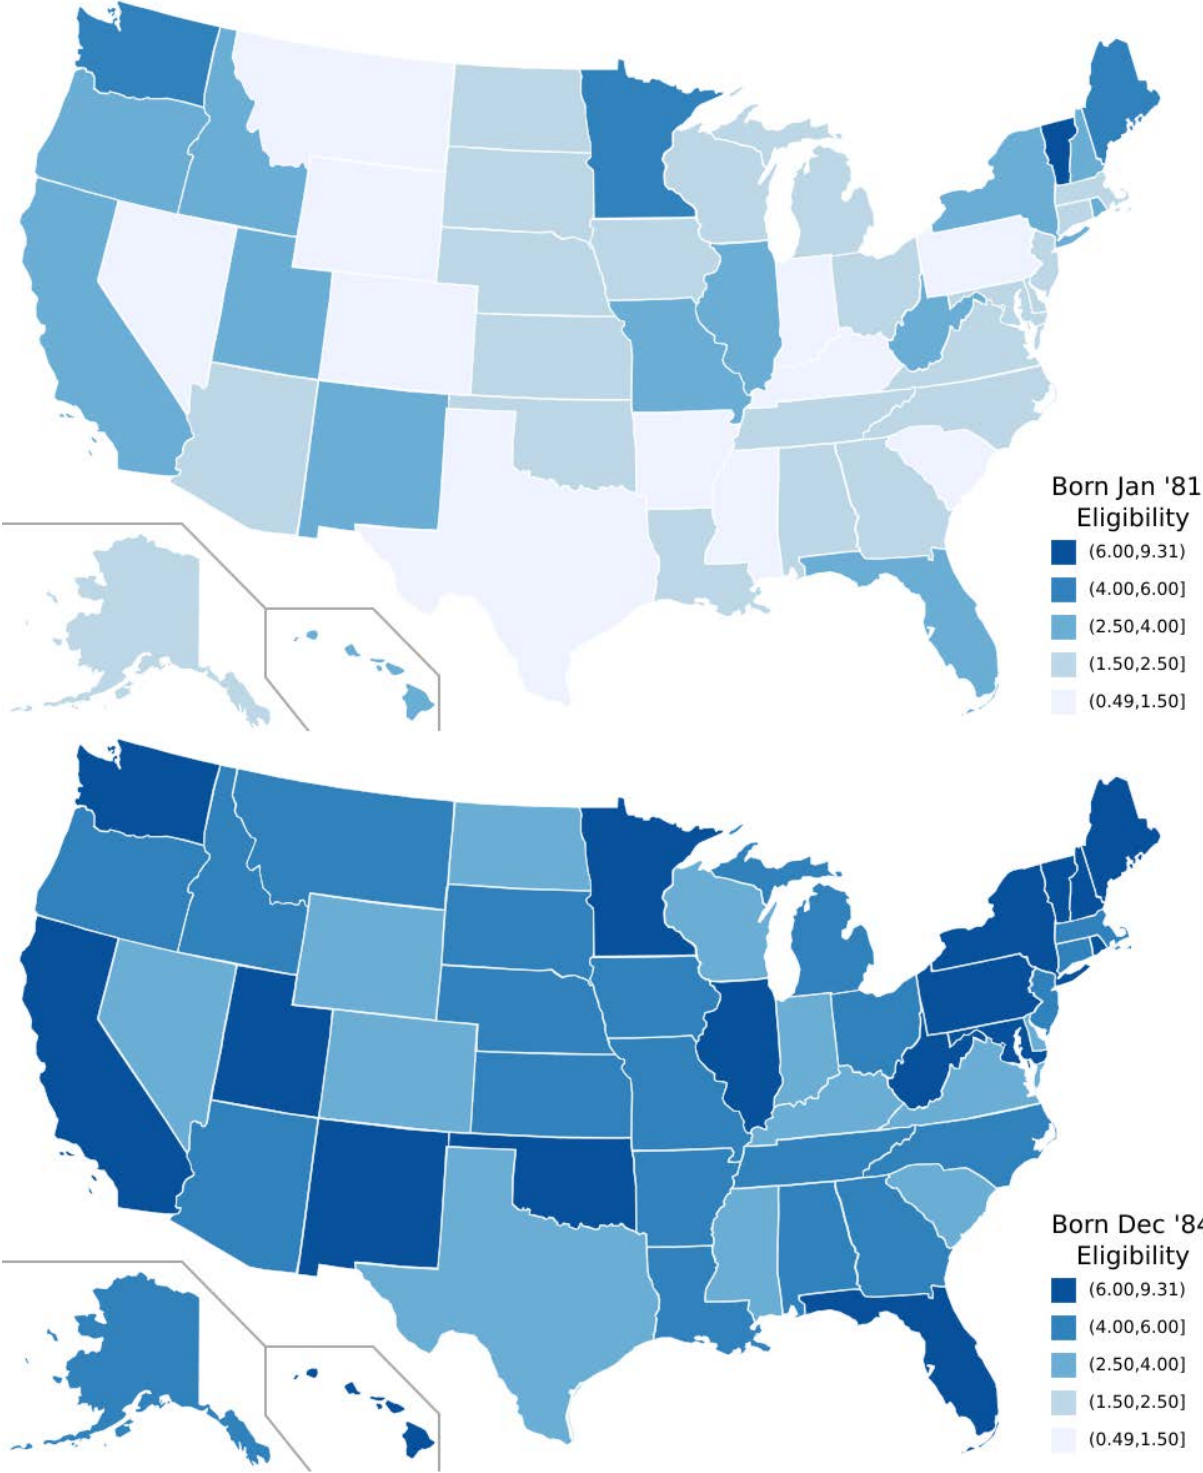 Born Jan '81
Eligibility
(6.00,9.31)
(4.00,6.00]
(2.50,4.00]
(1.50,2.50]
(0.49,1.50]
Born Dec '84
Eligibility
(6.00,9.31)
(4.00,6.00]
(2.50,4.00]
(1.50,2.50]
(0.49,1.50]